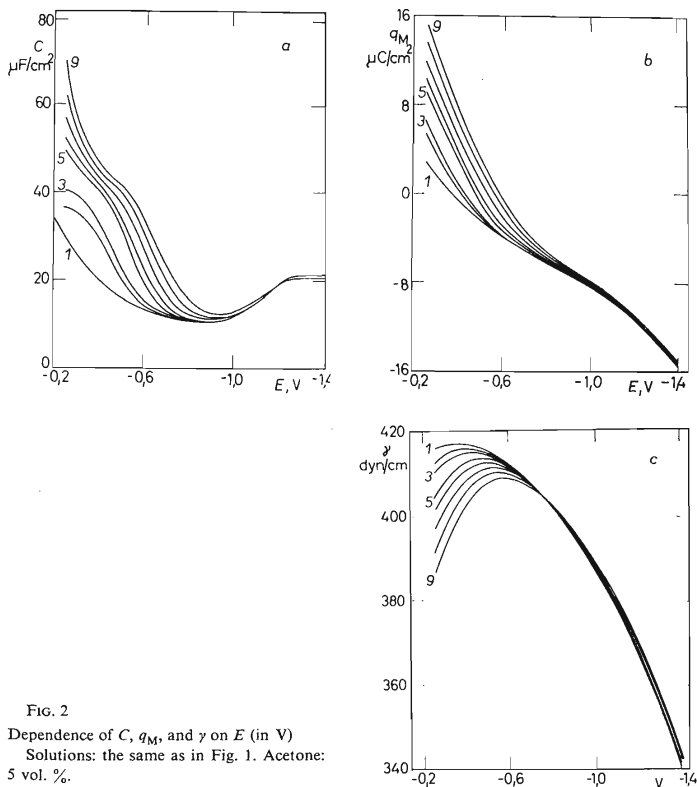 80
C
µF/cm²
60
40
20
0
9
5
3
1
a
-0,2
-0,6
-1,0
E, V
-1,4
16
qM
µC/cm²
8
0
-8
-16
9
5
3
1
b
-0,2
-0,6
-1,0
E, V
-1,4
420
γ
dyn/cm
400
380
360
340
1
3
5
9
c
-0,2
-0,6
-1,0
V
-1,4
FIG. 2
Dependence of C, qM, and γ on E (in V)
Solutions: the same as in Fig. 1. Acetone:
5 vol. %.